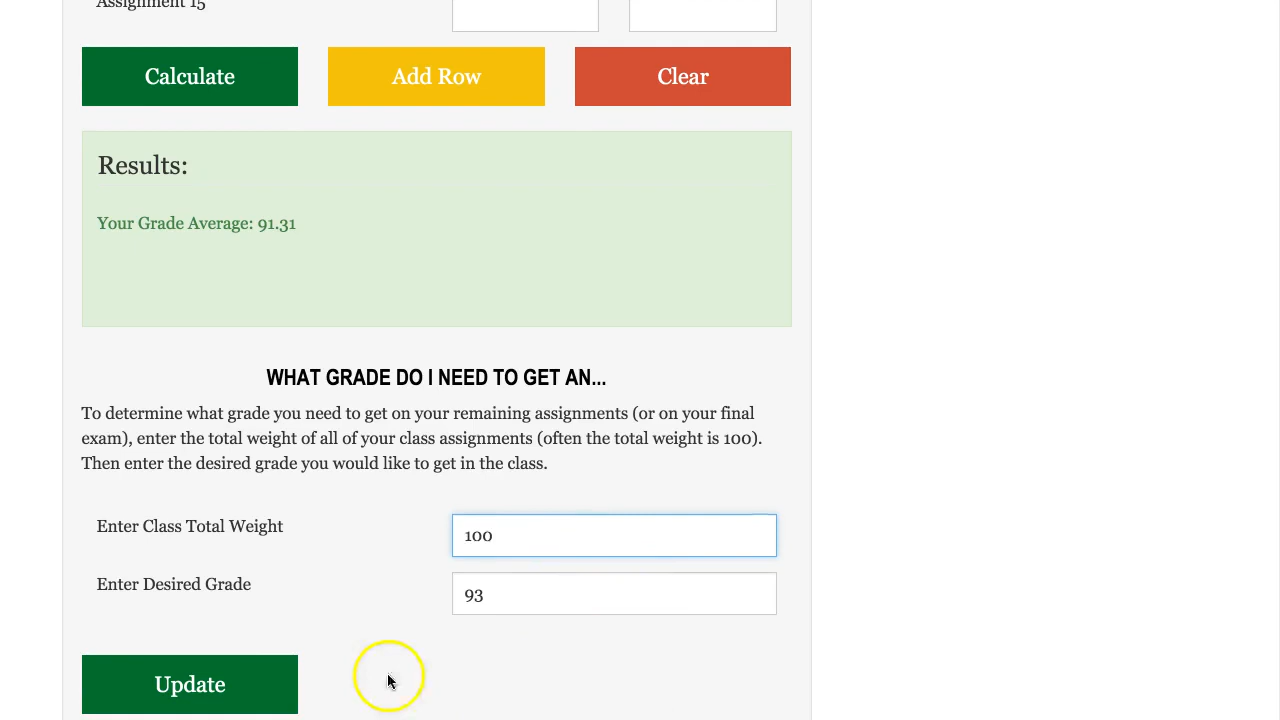 Assignment 15
Calculate
Add Row
Clear
Results:
Your Grade Average: 91.31
WHAT GRADE DO I NEED TO GET AN...
To determine what grade you need to get on your remaining assignments (or on your final
exam), enter the total weight of all of your class assignments (often the total weight is 100).
Then enter the desired grade you would like to get in the class.
Enter Class Total Weight
100
Enter Desired Grade
93
Update